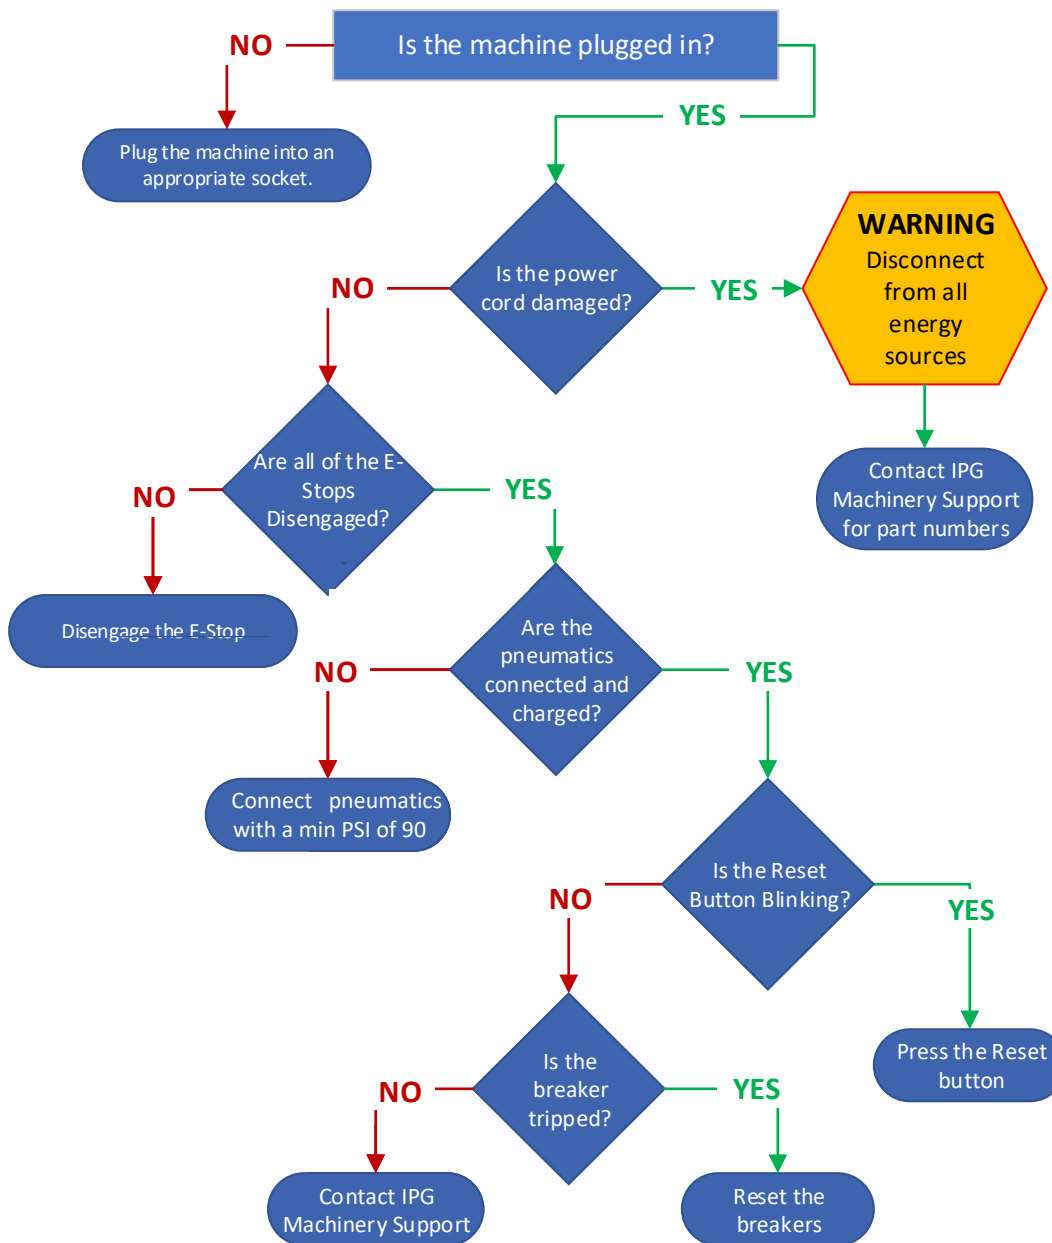 Is the machine plugged in?
NO
YES
Plug the machine into an
appropriate socket.
WARNING
Disconnect
from all
energy
sources
Is the power
cord damaged?
NO
YES
Contact IPG
Machinery Support
for part numbers
Are all of the E-
Stops
Disengaged?
NO
YES
Disengage the E-Stop
Are the
pneumatics
connected and
charged?
NO
YES
Connect pneumatics
with a min PSI of 90
Is the Reset
Button Blinking?
NO
YES
Press the Reset
button
Is the
breaker
tripped?
NO
YES
Contact IPG
Machinery Support
Reset the
breakers